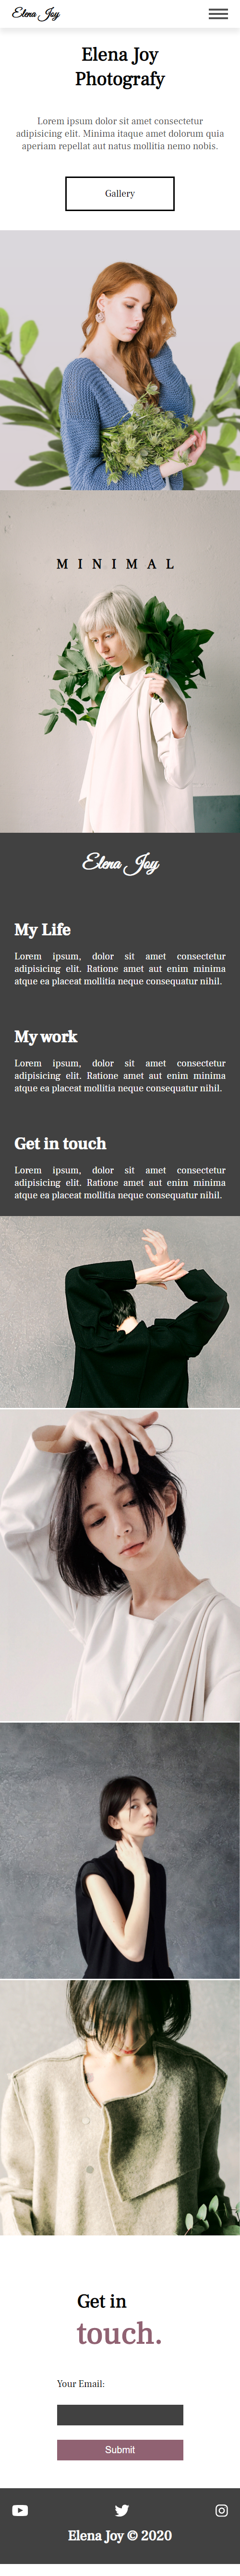 Elena Joy
Elena Joy
Photografy
Lorem ipsum dolor sit amet consectetur
adipisicing elit. Minima itaque amet dolorum quia
aperiam repellat aut natus mollitia nemo nobis.
Gallery
MINIMAL
Elena Joy
My Life
Lorem ipsum, dolor sit amet consectetur
adipisicing elit. Ratione amet aut enim minima
atque ea placeat mollitia neque consequatur nihil.
My work
Lorem ipsum, dolor sit amet consectetur
adipisicing elit. Ratione amet aut enim minima
atque ea placeat mollitia neque consequatur nihil.
Get in touch
Lorem ipsum, dolor sit amet consectetur
adipisicing elit. Ratione amet aut enim minima
atque ea placeat mollitia neque consequatur nihil.
Get in
touch.
Your Email:
Submit
Elena Joy © 2020